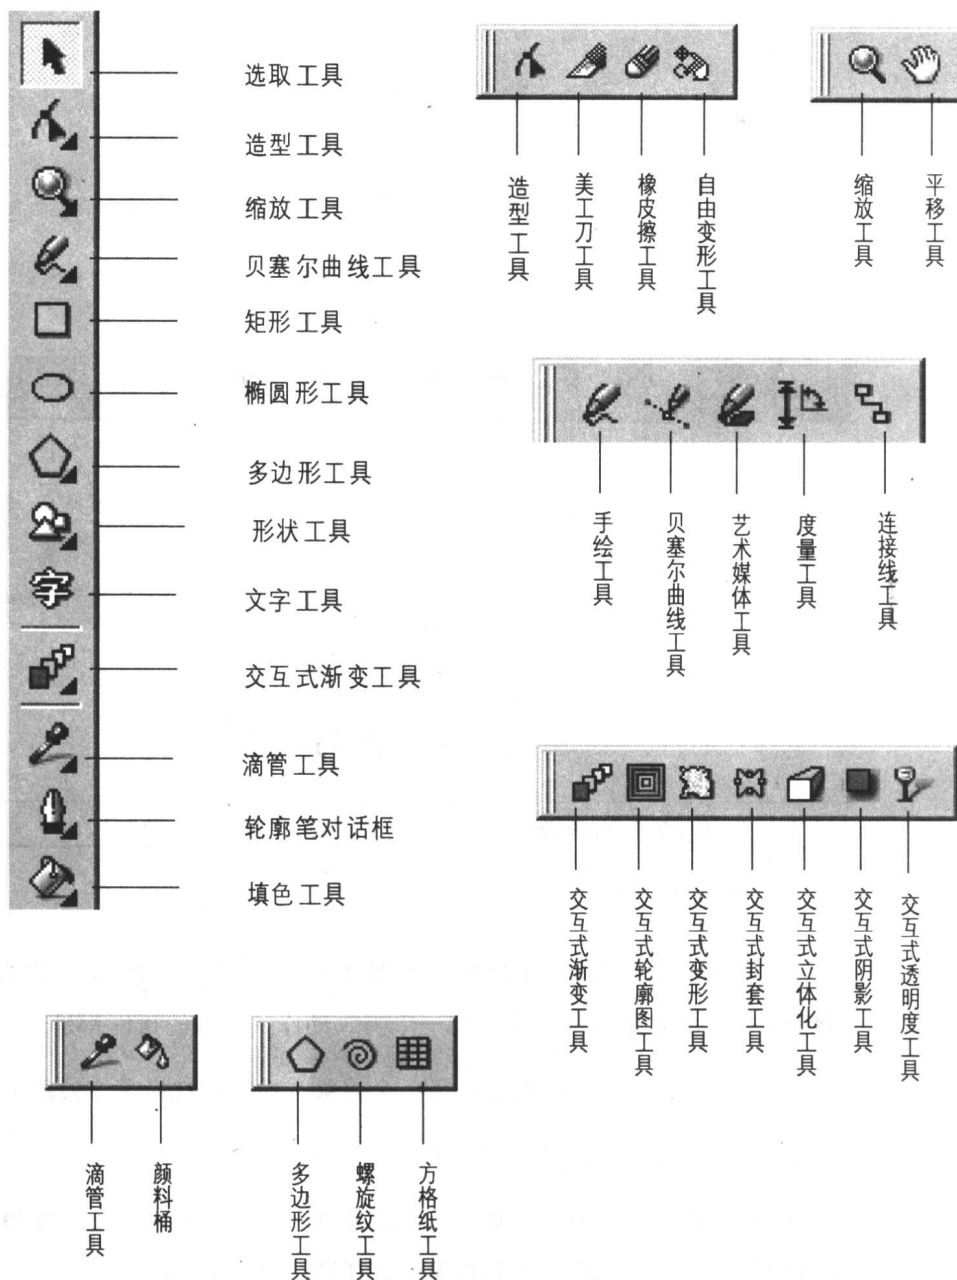 选取工具
造型工具
缩放工具
贝塞尔曲线工具
矩形工具
椭圆形工具
多边形工具
形状工具
字
文字工具
交互式渐变工具
滴管工具
轮廓笔对话框
填色工具
造型工具
美工刀工具
橡皮擦工具
自由变形工具
缩放工具
平移工具
手绘工具
贝塞尔曲线工具
艺术媒体工具
度量工具
连接线工具
交互式渐变工具
交互式轮廓图工具
交互式变形工具
交互式封套工具
交互式立体化工具
交互式阴影工具
交互式透明度工具
滴管工具
颜料桶
多边形工具
螺旋纹工具
方格纸工具